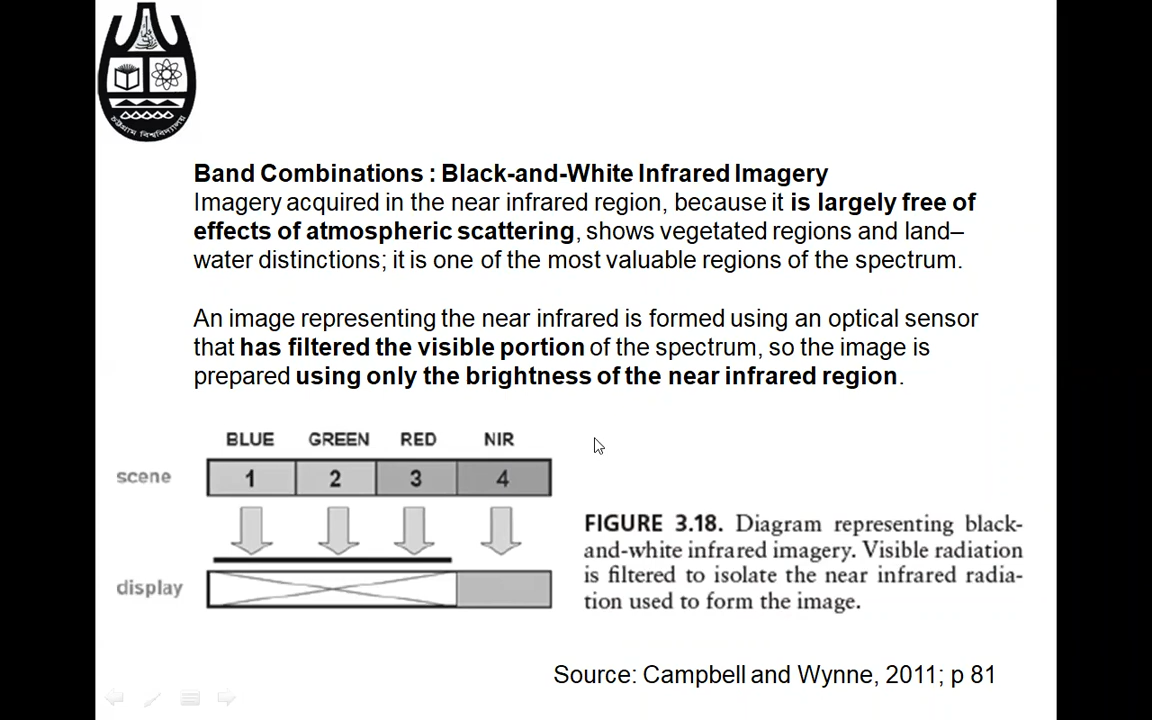 চট্টগ্রাম বিশ্ববিদ্যালয়
Band Combinations : Black-and-White Infrared Imagery
Imagery acquired in the near infrared region, because it is largely free of
effects of atmospheric scattering, shows vegetated regions and land–
water distinctions; it is one of the most valuable regions of the spectrum.
An image representing the near infrared is formed using an optical sensor
that has filtered the visible portion of the spectrum, so the image is
prepared using only the brightness of the near infrared region.
BLUE GREEN RED NIR
scene 1 2 3 4
display
FIGURE 3.18. Diagram representing black-
and-white infrared imagery. Visible radiation
is filtered to isolate the near infrared radia-
tion used to form the image.
Source: Campbell and Wynne, 2011; p 81